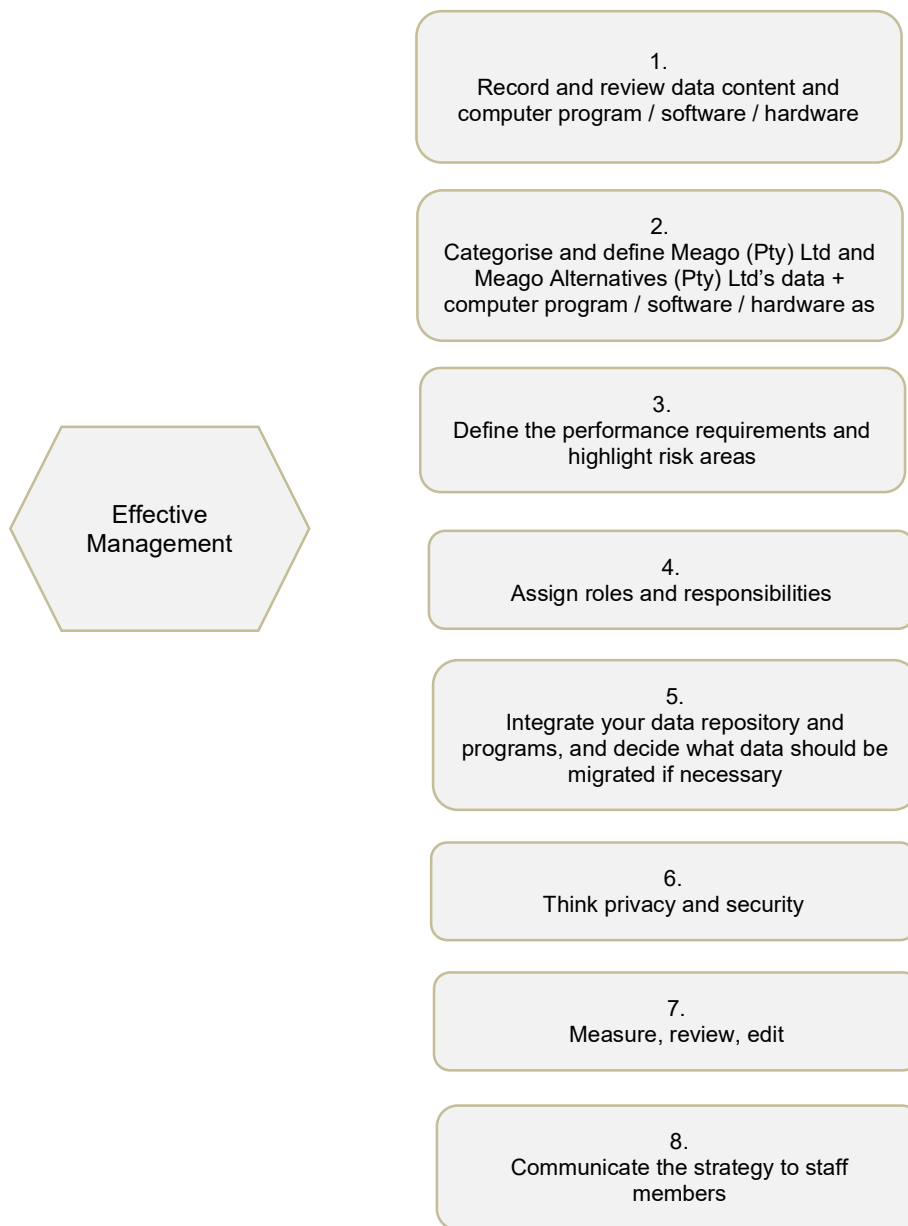 1.
Record and review data content and
computer program / software / hardware
2.
Categorise and define Meago (Pty) Ltd and
Meago Alternatives (Pty) Ltd’s data +
computer program / software / hardware as
3.
Define the performance requirements and
highlight risk areas
Effective
Management
4.
Assign roles and responsibilities
5.
Integrate your data repository and
programs, and decide what data should be
migrated if necessary
6.
Think privacy and security
7.
Measure, review, edit
8.
Communicate the strategy to staff
members